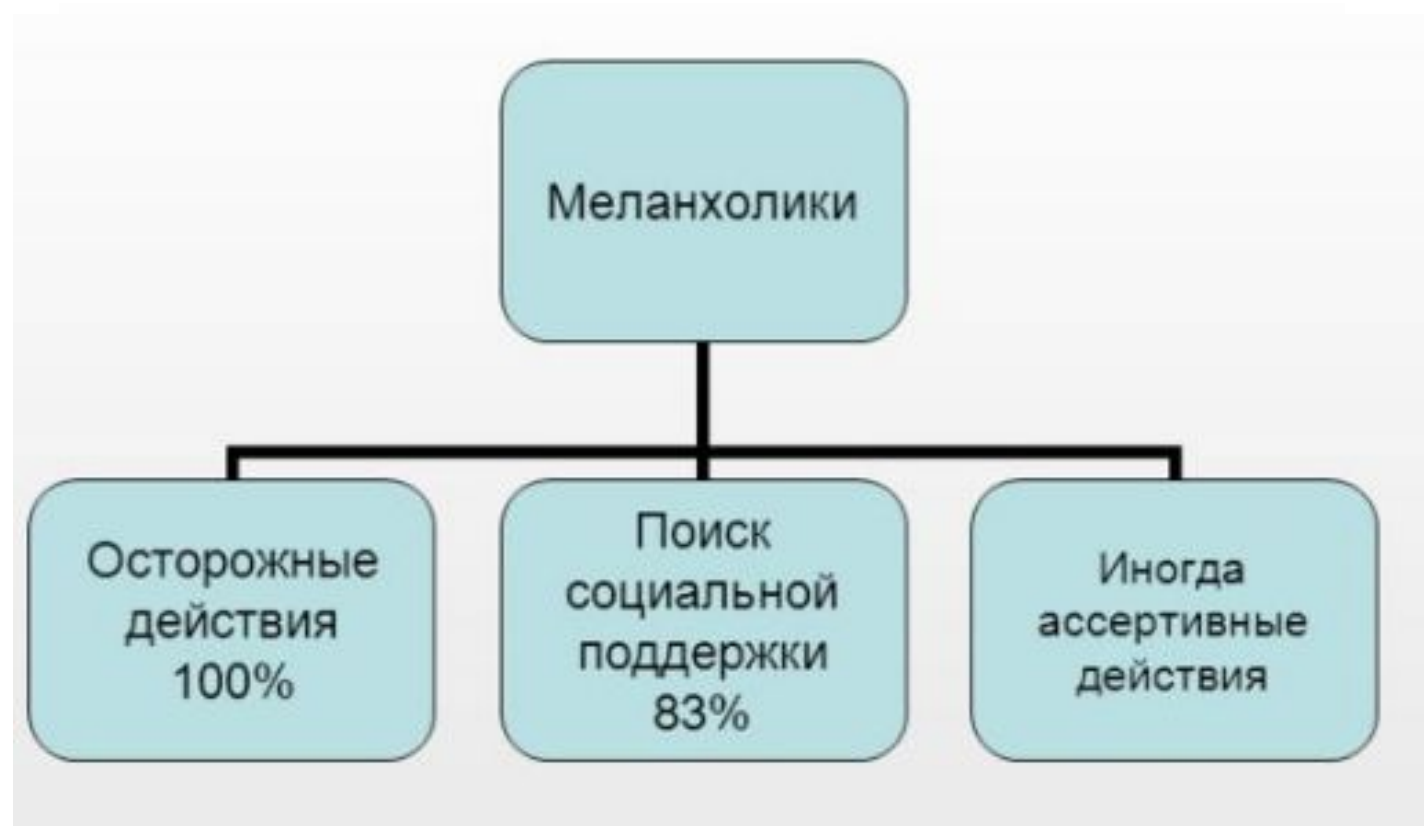 Меланхолики
Осторожные
действия
100%
Поиск
социальной
поддержки
83%
Иногда
ассертивные
действия